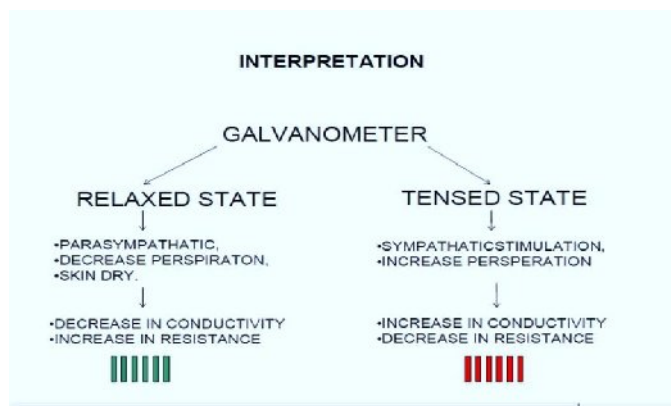 INTERPRETATION
GALVANOMETER
RELAXED STATE
TENSED STATE
•PARASYMPATHATIC,
•DECREASE PERSPIRATON,
•SKIN DRY.
•SYMPATHATICSTIMULATION,
•INCREASE PERSPERATION
•DECREASE IN CONDUCTIVITY
•INCREASE IN RESISTANCE
•INCREASE IN CONDUCTIVITY
•DECREASE IN RESISTANCE